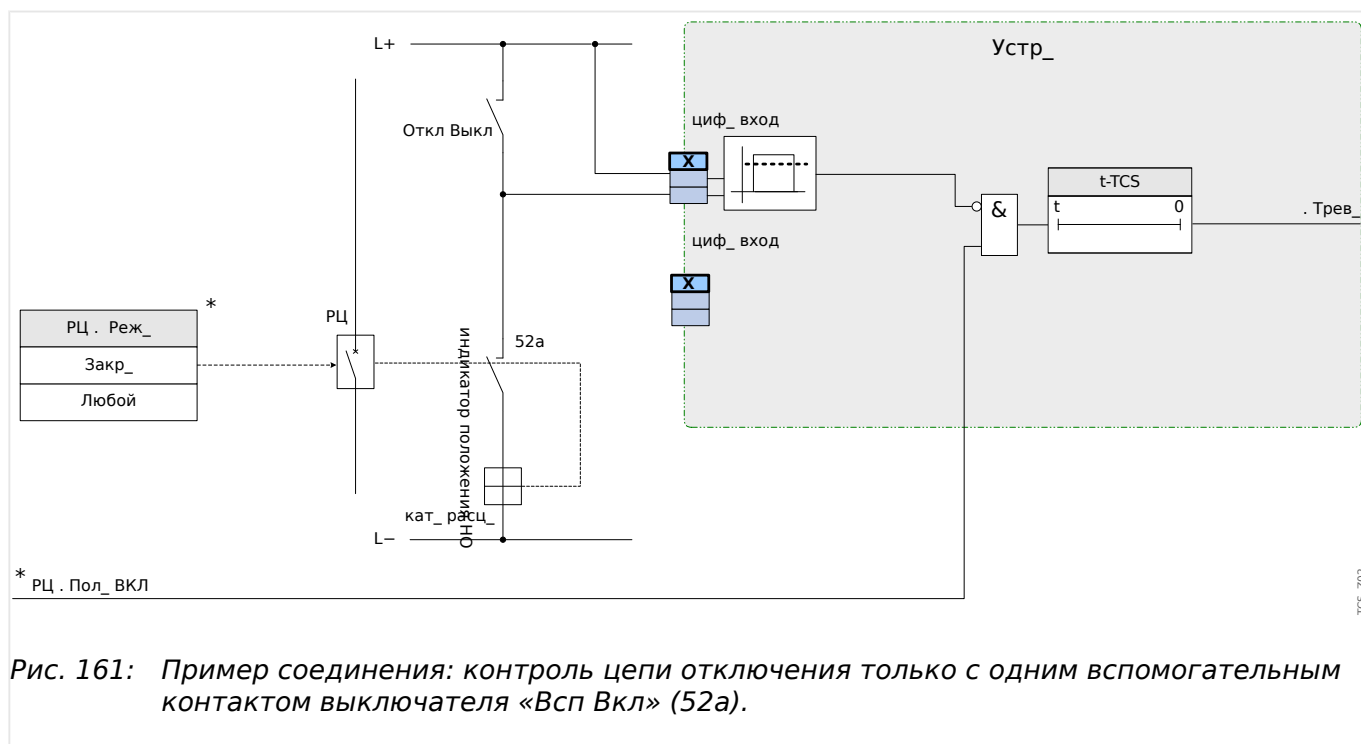 L+
Устр_
Откл Выкл
циф_ вход
X
t-TCS
t 0
&
. Трев_
циф_ вход
X
*
РЦ . Реж_
Закр_
Любой
РЦ
52a
индикатор положения НО
кат_ расц_
L−
*
РЦ . Пол_ ВКЛ
Рис. 161: Пример соединения: контроль цепи отключения только с одним вспомогательным
контактом выключателя «Всп Вкл» (52a).